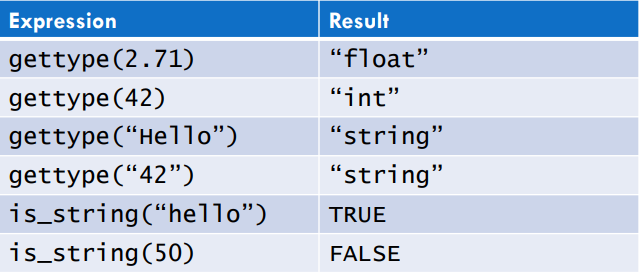 Expression Result
gettype(2.71) “float”
gettype(42) “int”
gettype(“Hello”) “string”
gettype(“42”) “string”
is_string(“hello”) TRUE
is_string(50) FALSE